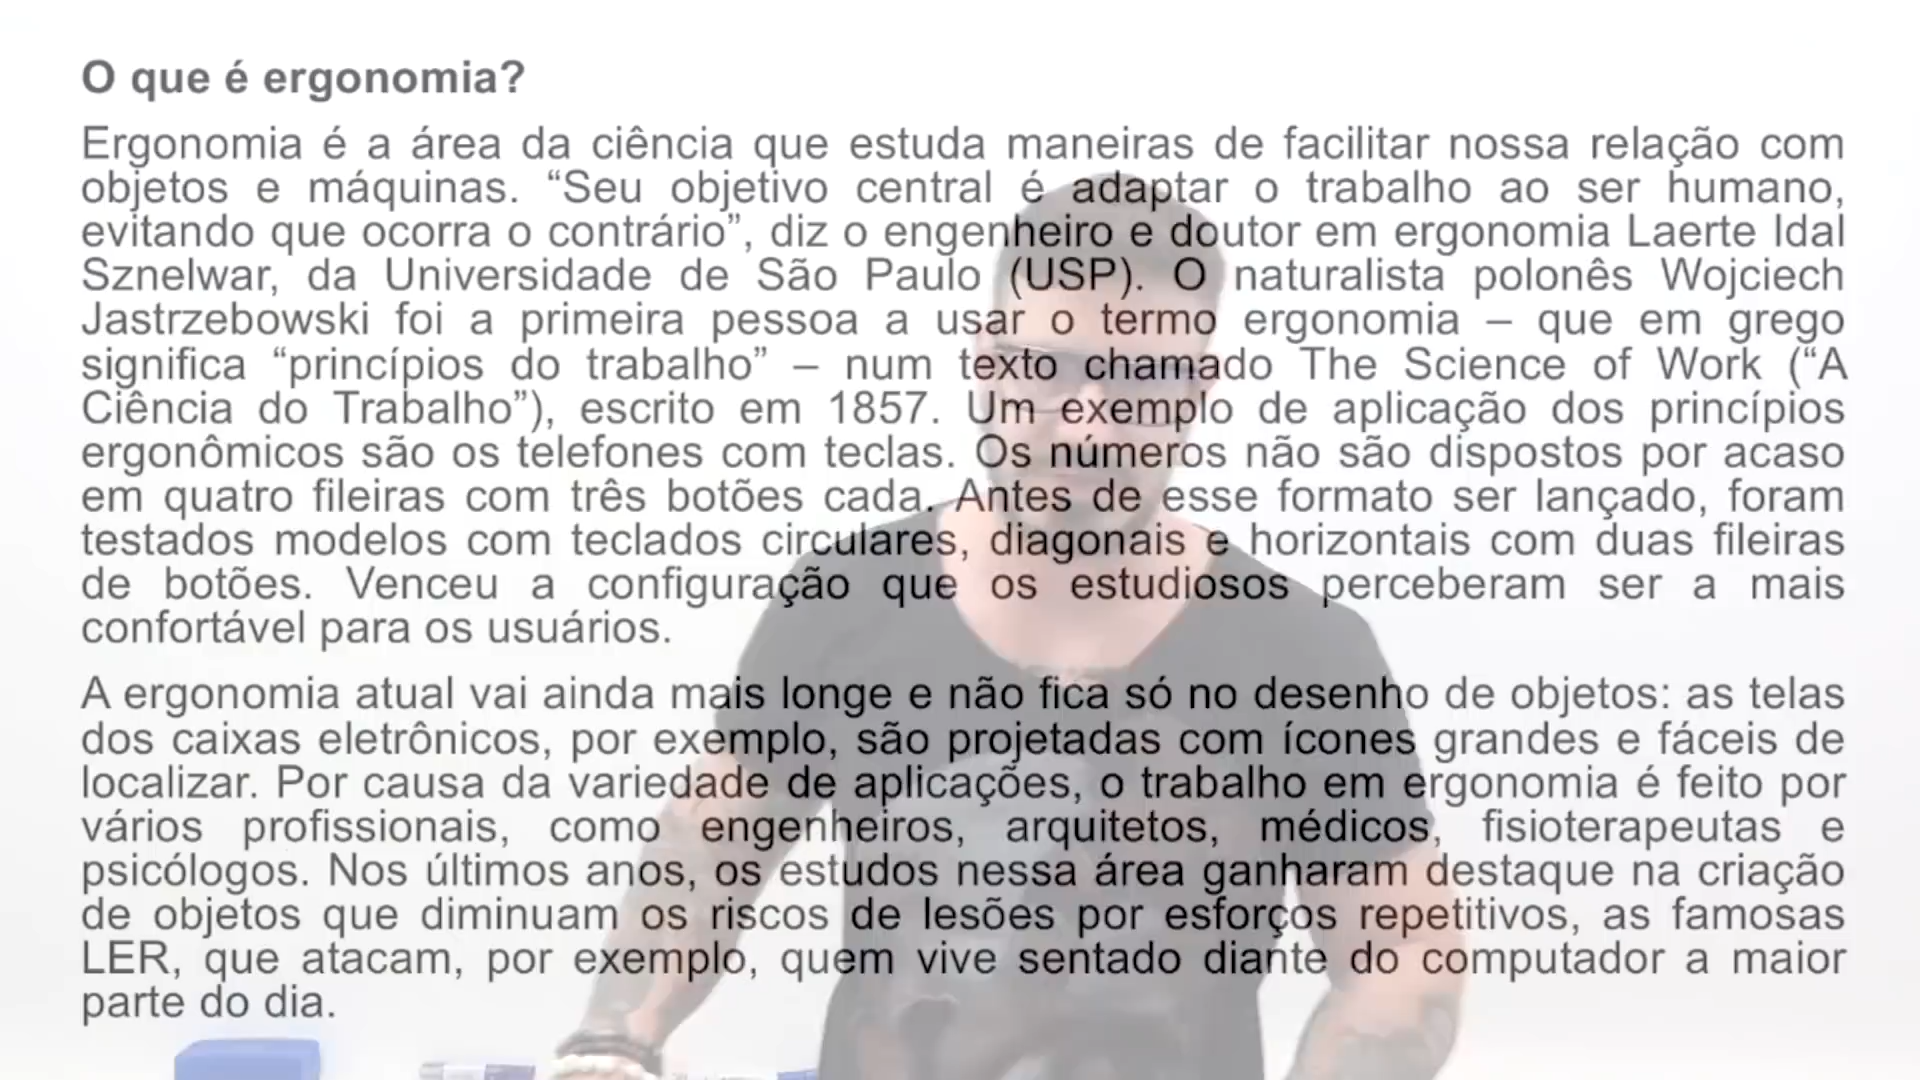 O que é ergonomia?
Ergonomia é a área da ciência que estuda maneiras de facilitar nossa relação com
objetos e máquinas. “Seu objetivo central é adaptar o trabalho ao ser humano,
evitando que ocorra o contrário”, diz o engenheiro e doutor em ergonomia Laerte Idal
Sznelwar, da Universidade de São Paulo (USP). O naturalista polonês Wojciech
Jastrzebowski foi a primeira pessoa a usar o termo ergonomia – que em grego
significa “princípios do trabalho” – num texto chamado The Science of Work (“A
Ciência do Trabalho”), escrito em 1857. Um exemplo de aplicação dos princípios
ergonômicos são os telefones com teclas. Os números não são dispostos por acaso
em quatro fileiras com três botões cada. Antes de esse formato ser lançado, foram
testados modelos com teclados circulares, diagonais e horizontais com duas fileiras
de botões. Venceu a configuração que os estudiosos perceberam ser a mais
confortável para os usuários.
A ergonomia atual vai ainda mais longe e não fica só no desenho de objetos: as telas
dos caixas eletrônicos, por exemplo, são projetadas com ícones grandes e fáceis de
localizar. Por causa da variedade de aplicações, o trabalho em ergonomia é feito por
vários profissionais, como engenheiros, arquitetos, médicos, fisioterapeutas e
psicólogos. Nos últimos anos, os estudos nessa área ganharam destaque na criação
de objetos que diminuam os riscos de lesões por esforços repetitivos, as famosas
LER, que atacam, por exemplo, quem vive sentado diante do computador a maior
parte do dia.